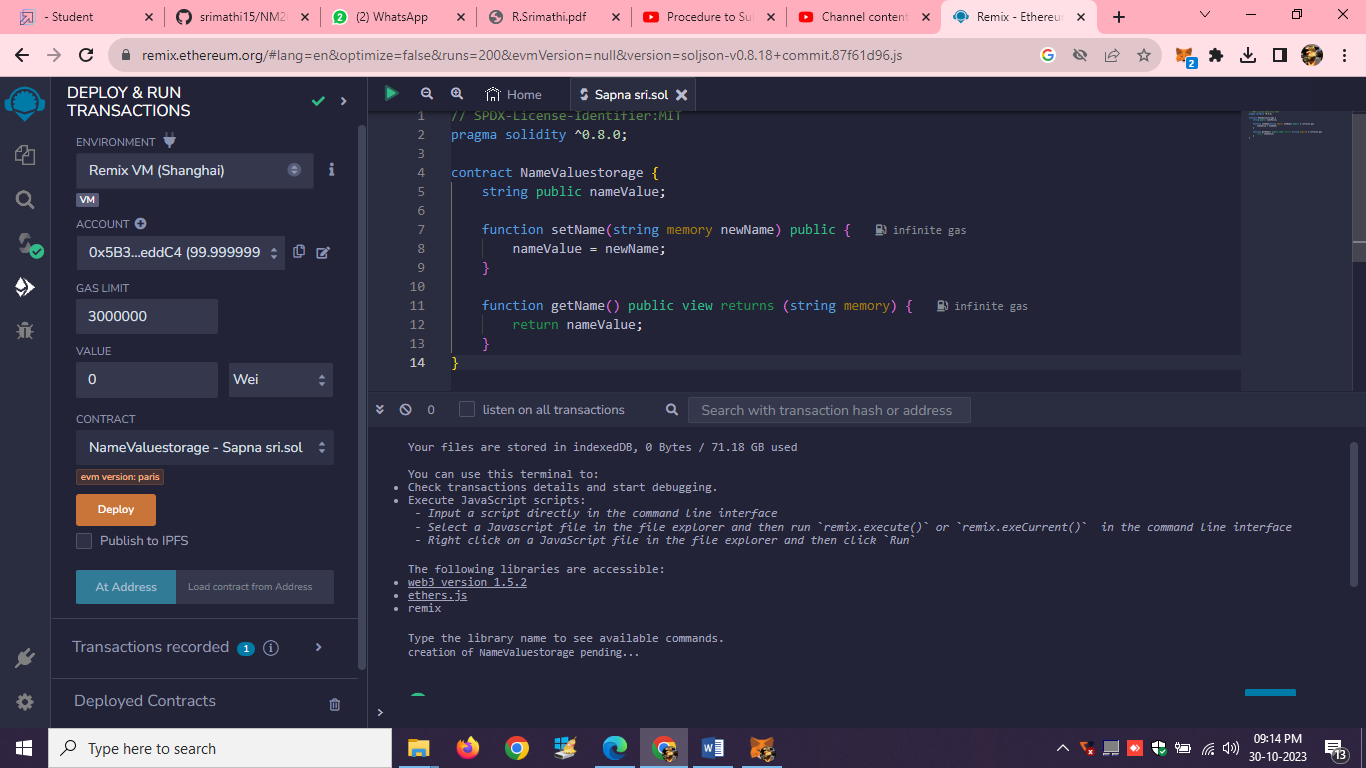 - Student
srimathi15/NM2
(2) WhatsApp
R.Srimathi.pdf
Procedure to Su
Channel content
Remix - Ethereu
remix.ethereum.org/#lang=en&optimize=false&runs=200&evmVersion=null&version=soljson-v0.8.18+commit.87f61d96.js
2
DEPLOY & RUN
TRANSACTIONS
ENVIRONMENT
Remix VM (Shanghai)
VM
ACCOUNT
0x5B3...eddC4 (99.999999
GAS LIMIT
3000000
VALUE
0
Wei
CONTRACT
NameValuestorage - Sapna sri.sol
evm version: paris
Deploy
Publish to IPFS
At Address
Load contract from Address
Transactions recorded 1
Deployed Contracts
Home
Sapna sri.sol
1 // SPDX-License-Identifier:MIT
2 pragma solidity ^0.8.0;
3
4 contract NameValuestorage {
5 string public nameValue;
6
7 function setName(string memory newName) public { infinite gas
8 nameValue = newName;
9 }
10
11 function getName() public view returns (string memory) { infinite gas
12 return nameValue;
13 }
14 }
0
listen on all transactions
Search with transaction hash or address
Your files are stored in indexedDB, 0 Bytes / 71.18 GB used
You can use this terminal to:
• Check transactions details and start debugging.
• Execute JavaScript scripts:
- Input a script directly in the command line interface
- Select a Javascript file in the file explorer and then run `remix.execute()` or `remix.exeCurrent()` in the command line interface
- Right click on a JavaScript file in the file explorer and then click `Run`
The following libraries are accessible:
• web3 version 1.5.2
• ethers.js
• remix
Type the library name to see available commands.
creation of NameValuestorage pending...
>
Type here to search
09:14 PM
30-10-2023
13